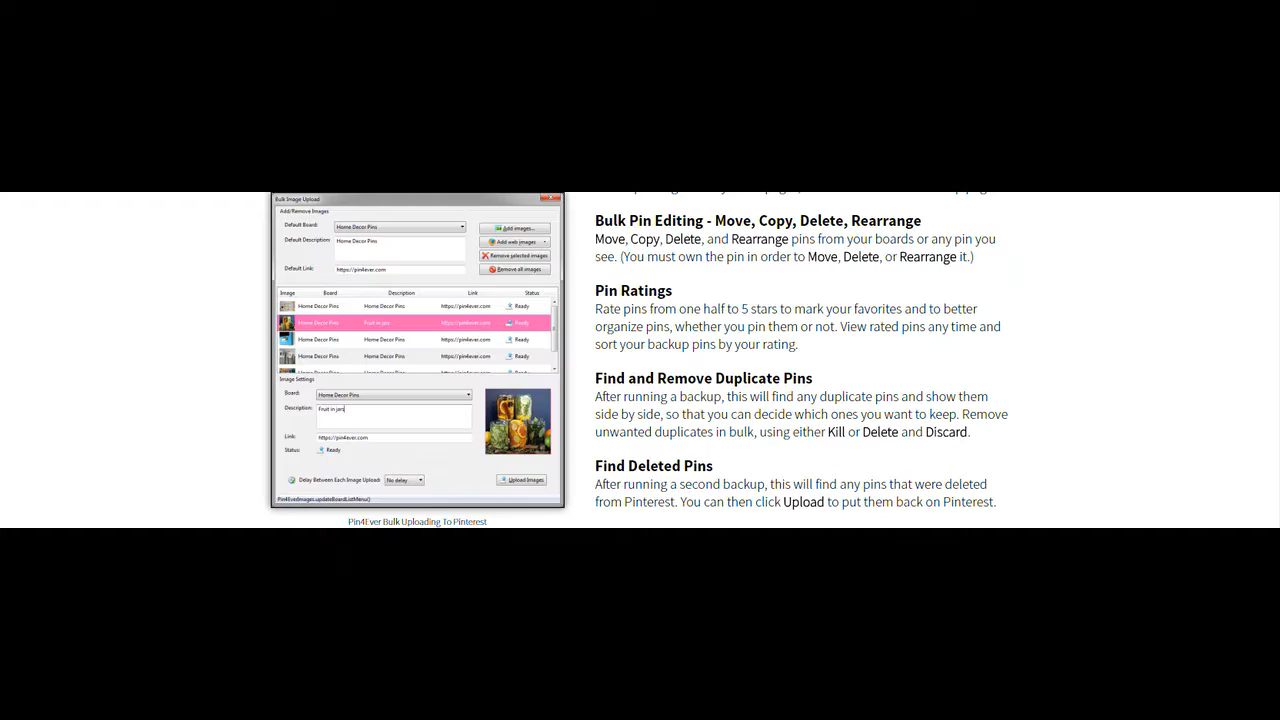 Bulk Image Upload
Add/Remove Images
Default Board: Home Decor Pins
Add images...
Default Description: Home Decor Pins
Add web images
Remove selected images
Default Link: https://pin4ever.com
Remove all images
Image Board Description Link Status
Home Decor Pins Home Decor Pins https://pin4ever.com Ready
Home Decor Pins Fruit in jars https://pin4ever.com Ready
Home Decor Pins Home Decor Pins https://pin4ever.com Ready
Home Decor Pins Home Decor Pins https://pin4ever.com Ready
Image Settings
Board: Home Decor Pins
Description: Fruit in jars
Link: https://pin4ever.com
Status: Ready
Delay Between Each Image Upload: No delay Upload Images
Pin4EverImages.updateBoardListMenu()
Pin4Ever Bulk Uploading To Pinterest
Bulk Pin Editing - Move, Copy, Delete, Rearrange
Move, Copy, Delete, and Rearrange pins from your boards or any pin you
see. (You must own the pin in order to Move, Delete, or Rearrange it.)
Pin Ratings
Rate pins from one half to 5 stars to mark your favorites and to better
organize pins, whether you pin them or not. View rated pins any time and
sort your backup pins by your rating.
Find and Remove Duplicate Pins
After running a backup, this will find any duplicate pins and show them
side by side, so that you can decide which ones you want to keep. Remove
unwanted duplicates in bulk, using either Kill or Delete and Discard.
Find Deleted Pins
After running a second backup, this will find any pins that were deleted
from Pinterest. You can then click Upload to put them back on Pinterest.